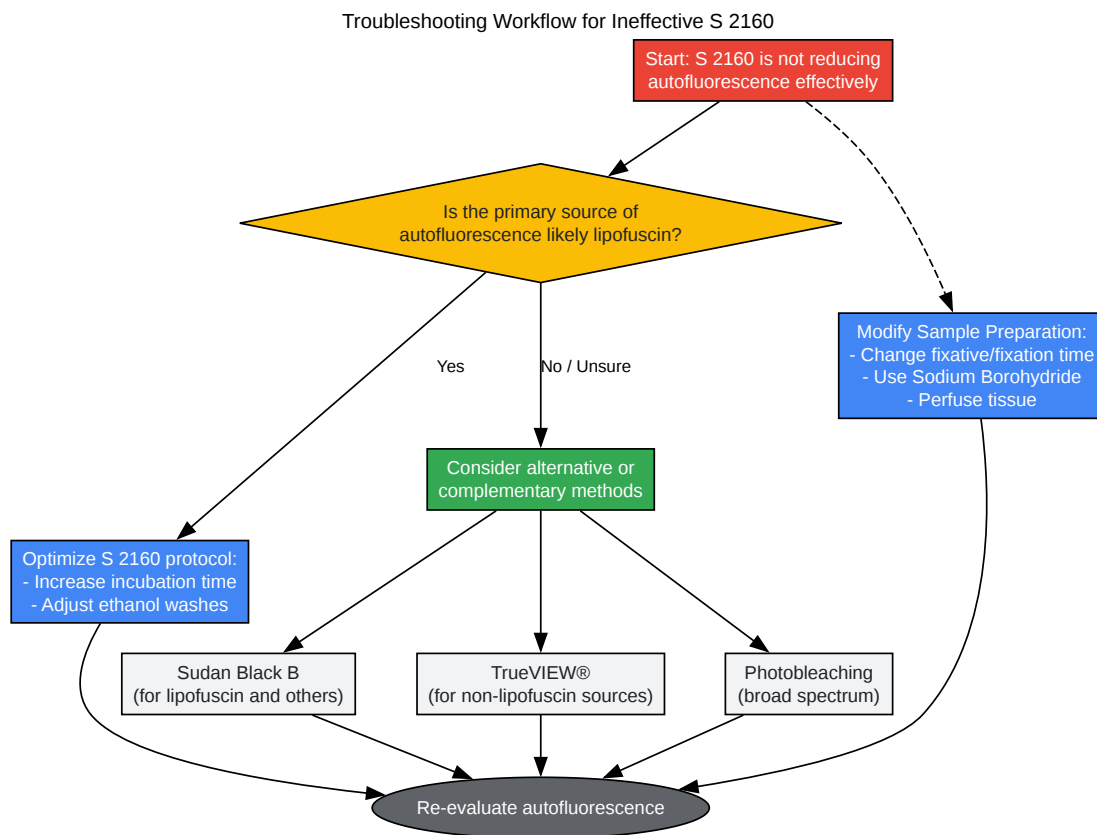 Troubleshooting Workflow for Ineffective S 2160
Start: S 2160 is not reducing
autofluorescence effectively
Is the primary source of
autofluorescence likely lipofuscin?
Modify Sample Preparation:
- Change fixative/fixation time
- Use Sodium Borohydride
- Perfuse tissue
Yes
No / Unsure
Consider alternative or
complementary methods
Optimize S 2160 protocol:
- Increase incubation time
- Adjust ethanol washes
Sudan Black B
(for lipofuscin and others)
TrueVIEW®
(for non-lipofuscin sources)
Photobleaching
(broad spectrum)
Re-evaluate autofluorescence